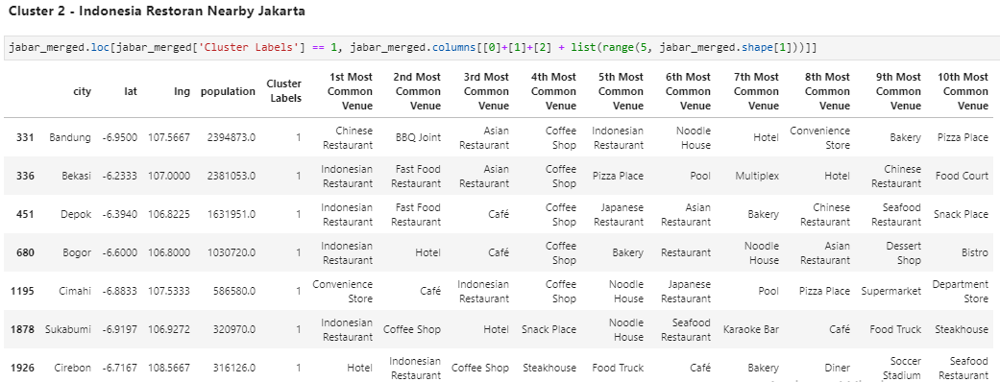 Cluster 2 - Indonesia Restoran Nearby Jakarta
jabar_merged.loc[jabar_merged['Cluster Labels'] == 1, jabar_merged.columns[[0]+[1]+[2] + list(range(5, jabar_merged.shape[1]))]]
city lat lng population Cluster Labels 1st Most Common Venue 2nd Most Common Venue 3rd Most Common Venue 4th Most Common Venue 5th Most Common Venue 6th Most Common Venue 7th Most Common Venue 8th Most Common Venue 9th Most Common Venue 10th Most Common Venue
331 Bandung -6.9500 107.5667 2394873.0 1 Chinese Restaurant BBQ Joint Asian Restaurant Coffee Shop Indonesian Restaurant Noodle House Hotel Convenience Store Bakery Pizza Place
336 Bekasi -6.2333 107.0000 2381053.0 1 Indonesian Restaurant Fast Food Restaurant Asian Restaurant Coffee Shop Pizza Place Pool Multiplex Hotel Chinese Restaurant Food Court
451 Depok -6.3940 106.8225 1631951.0 1 Indonesian Restaurant Fast Food Restaurant Café Coffee Shop Japanese Restaurant Asian Restaurant Bakery Chinese Restaurant Seafood Restaurant Snack Place
680 Bogor -6.6000 106.8000 1030720.0 1 Indonesian Restaurant Hotel Café Coffee Shop Bakery Restaurant Noodle House Asian Restaurant Dessert Shop Bistro
1195 Cimahi -6.8833 107.5333 586580.0 1 Convenience Store Café Indonesian Restaurant Coffee Shop Noodle House Japanese Restaurant Pool Pizza Place Supermarket Department Store
1878 Sukabumi -6.9197 106.9272 320970.0 1 Indonesian Restaurant Coffee Shop Hotel Snack Place Noodle House Seafood Restaurant Karaoke Bar Café Food Truck Steakhouse
1926 Cirebon -6.7167 108.5667 316126.0 1 Hotel Indonesian Restaurant Coffee Shop Steakhouse Food Truck Café Bakery Diner Soccer Stadium Seafood Restaurant